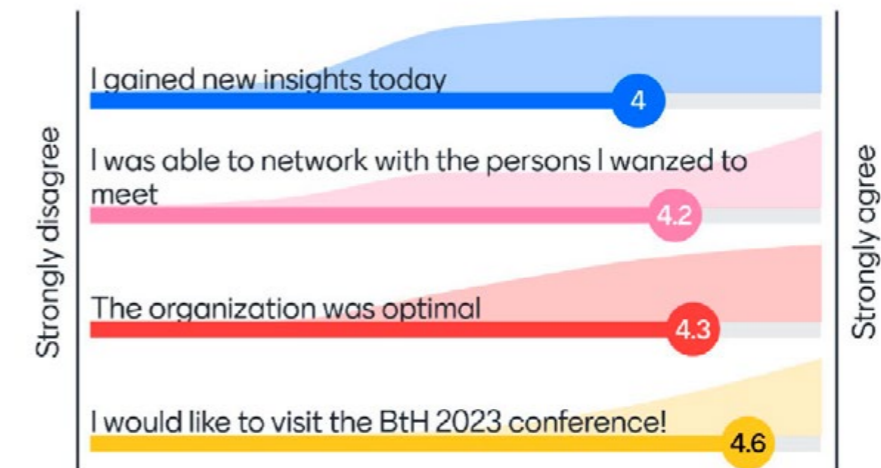 I gained new insights today
4
I was able to network with the persons I wanzed to
meet
4.2
Strongly disagree
Strongly agree
The organization was optimal
4.3
I would like to visit the BtH 2023 conference!
4.6